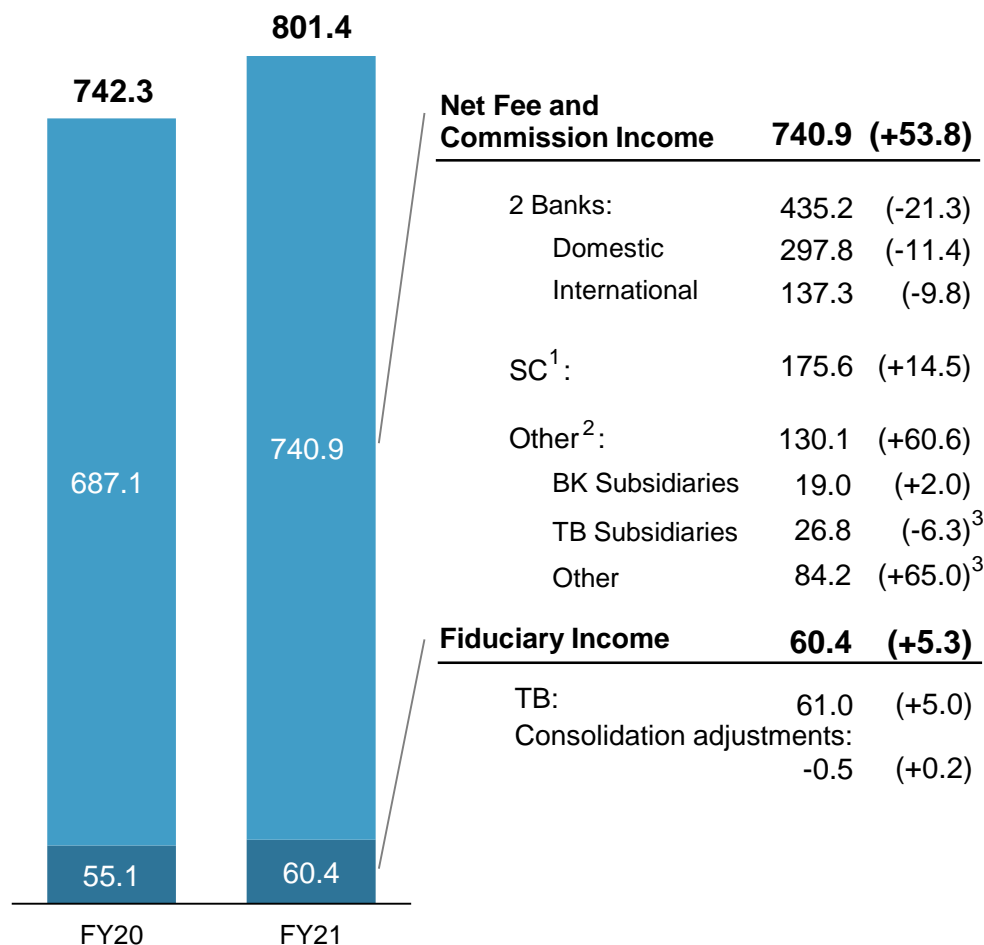 801.4
742.3
Net Fee and
Commission Income 740.9 (+53.8)
2 Banks: 435.2 (-21.3)
Domestic 297.8 (-11.4)
International 137.3 (-9.8)
SC1: 175.6 (+14.5)
Other2: 130.1 (+60.6)
BK Subsidiaries 19.0 (+2.0)
TB Subsidiaries 26.8 (-6.3)3
Other 84.2 (+65.0)3
687.1 740.9
Fiduciary Income 60.4 (+5.3)
TB: 61.0 (+5.0)
Consolidation adjustments:
-0.5 (+0.2)
55.1 60.4
FY20 FY21